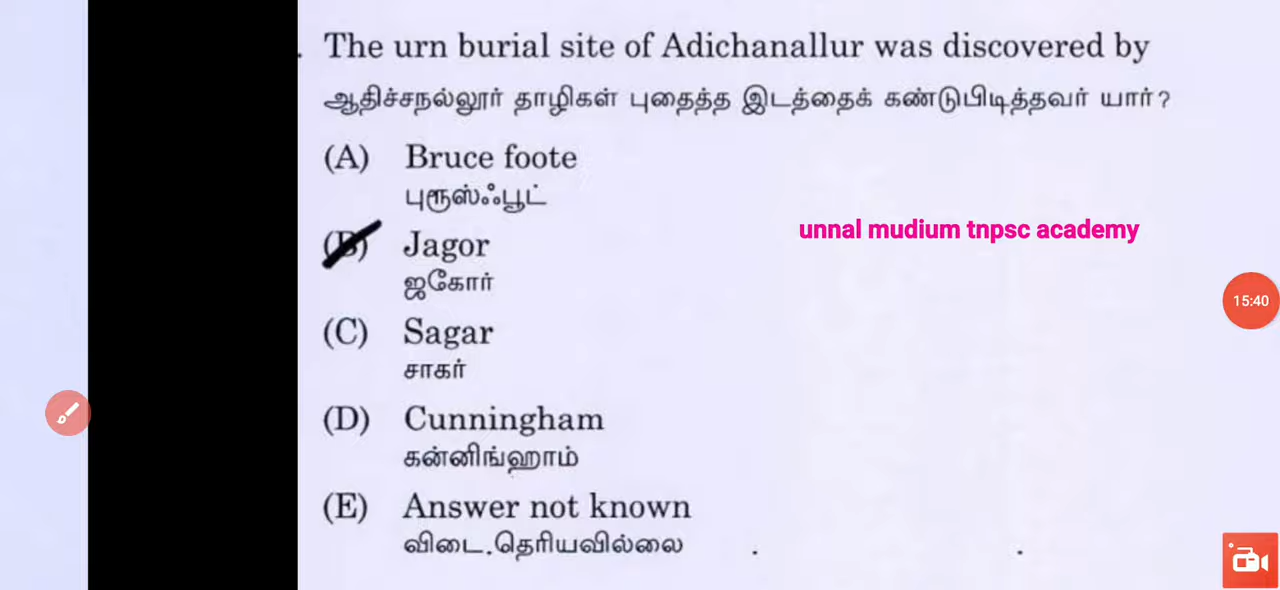 . The urn burial site of Adichanallur was discovered by
ஆதிச்சநல்லூர் தாழிகள் புதைத்த இடத்தைக் கண்டுபிடித்தவர் யார்?
(A) Bruce foote
புரூஸ்ஃபூட்
unnal mudium tnpsc academy
(B) Jagor
ஜகோர்
15:40
(C) Sagar
சாகர்
(D) Cunningham
கன்னிங்ஹாம்
(E) Answer not known
விடை.தெரியவில்லை